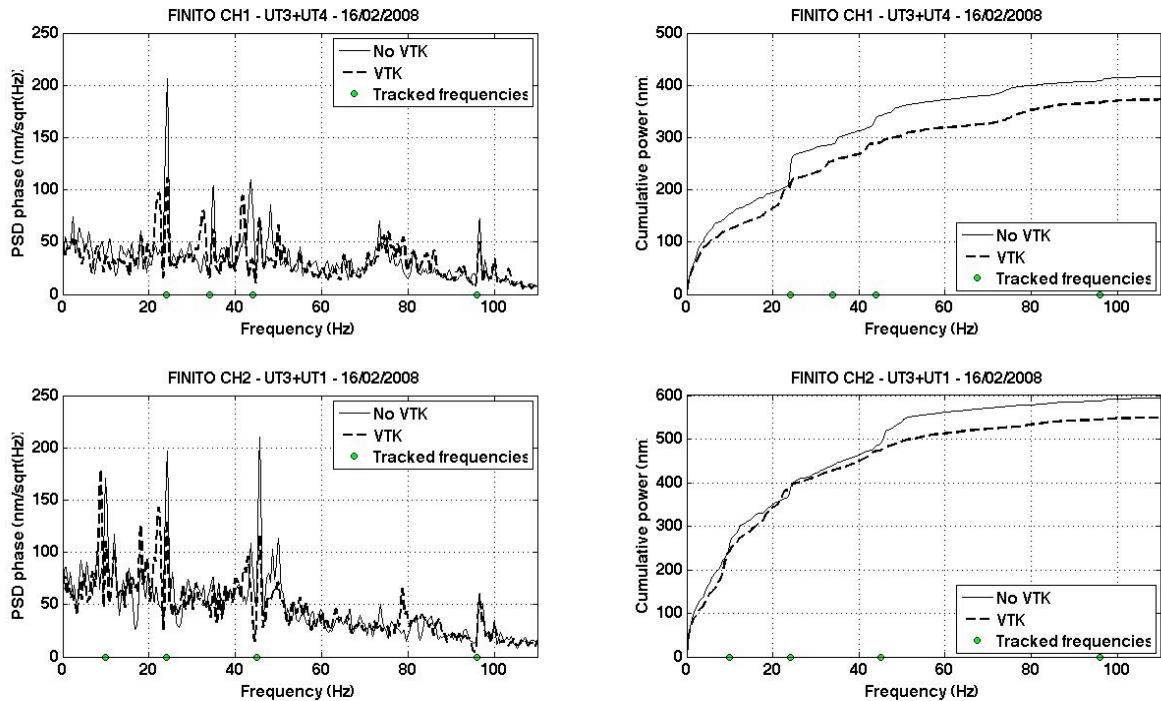 FINITO CH1 - UT3+UT4 - 16/02/2008
250
200
150
100
50
0
PSD phase (nm/sqrt(Hz))
No VTK
VTK
Tracked frequencies
0 20 40 60 80 100
Frequency (Hz)
FINITO CH1 - UT3+UT4 - 16/02/2008
500
400
300
200
100
0
Cumulative power (nm)
No VTK
VTK
Tracked frequencies
0 20 40 60 80 100
Frequency (Hz)
FINITO CH2 - UT3+UT1 - 16/02/2008
250
200
150
100
50
0
PSD phase (nm/sqrt(Hz))
No VTK
VTK
Tracked frequencies
0 20 40 60 80 100
Frequency (Hz)
FINITO CH2 - UT3+UT1 - 16/02/2008
600
500
400
300
200
100
0
Cumulative power (nm)
No VTK
VTK
Tracked frequencies
0 20 40 60 80 100
Frequency (Hz)